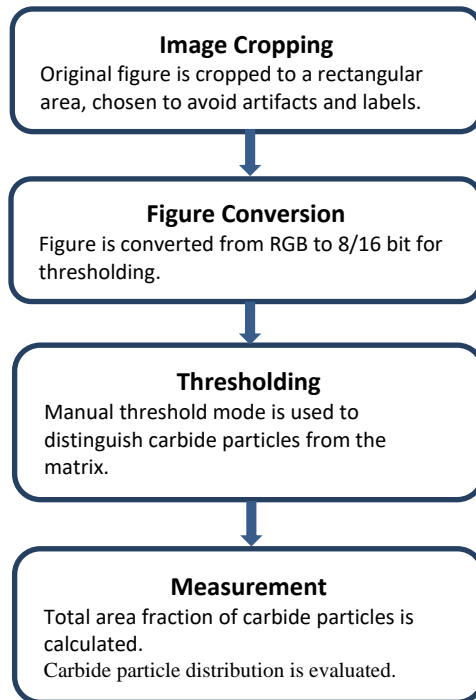 Image Cropping
Original figure is cropped to a rectangular
area, chosen to avoid artifacts and labels.
Figure Conversion
Figure is converted from RGB to 8/16 bit for
thresholding.
Thresholding
Manual threshold mode is used to
distinguish carbide particles from the
matrix.
Measurement
Total area fraction of carbide particles is
calculated.
Carbide particle distribution is evaluated.